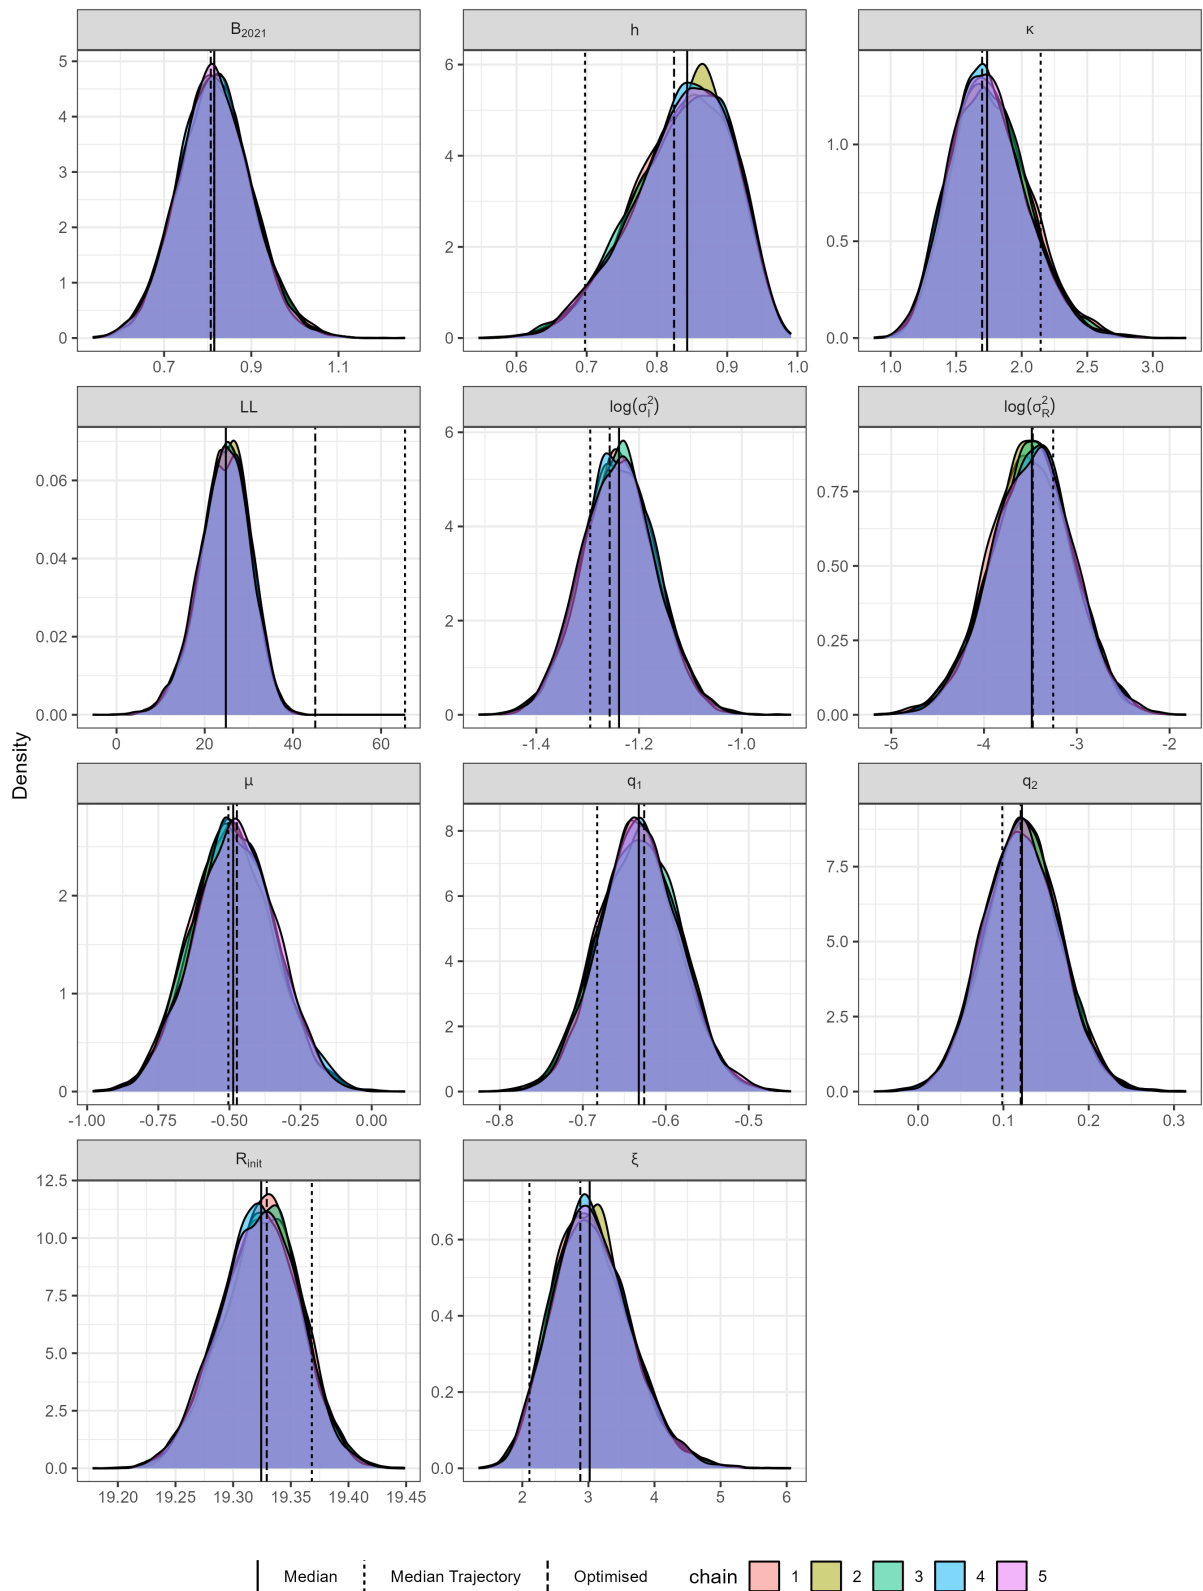 B2021 h κ
5 4 3 2 1 0
0.7 0.9 1.1
6 4 2 0
0.6 0.7 0.8 0.9 1.0
1.0 0.5 0.0
1.0 1.5 2.0 2.5 3.0
LL log(σ²I) log(σ²R)
0.06 0.04 0.02 0.00
0 20 40 60
6 4 2 0
-1.4 -1.2 -1.0
0.75 0.50 0.25 0.00
-5 -4 -3 -2
Density
μ q1 q2
2 1 0
-1.00 -0.75 -0.50 -0.25 0.00
8 6 4 2 0
-0.8 -0.7 -0.6 -0.5
7.5 5.0 2.5 0.0
0.0 0.1 0.2 0.3
Rinit ξ
12.5 10.0 7.5 5.0 2.5 0.0
19.20 19.25 19.30 19.35 19.40 19.45
0.6 0.4 0.2 0.0
2 3 4 5 6
Median Median Trajectory Optimised chain 1 2 3 4 5